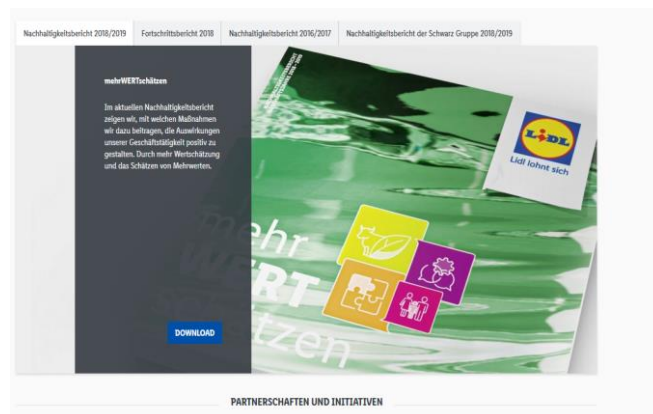 Nachhaltigkeitsbericht 2018/2019
Fortschrittsbericht 2018
Nachhaltigkeitsbericht 2016/2017
Nachhaltigkeitsbericht der Schwarz Gruppe 2018/2019
mehrWERTschätzen
Im aktuellen Nachhaltigkeitsbericht
zeigen wir, mit welchen Maßnahmen
wir dazu beitragen, die Auswirkungen
unserer Geschäftstätigkeit positiv zu
gestalten. Durch mehr Wertschätzung
und das Schätzen von Mehrwerten.
LIDL
Lidl lohnt sich
mehr
WERT
schätzen
DOWNLOAD
PARTNERSCHAFTEN UND INITIATIVEN